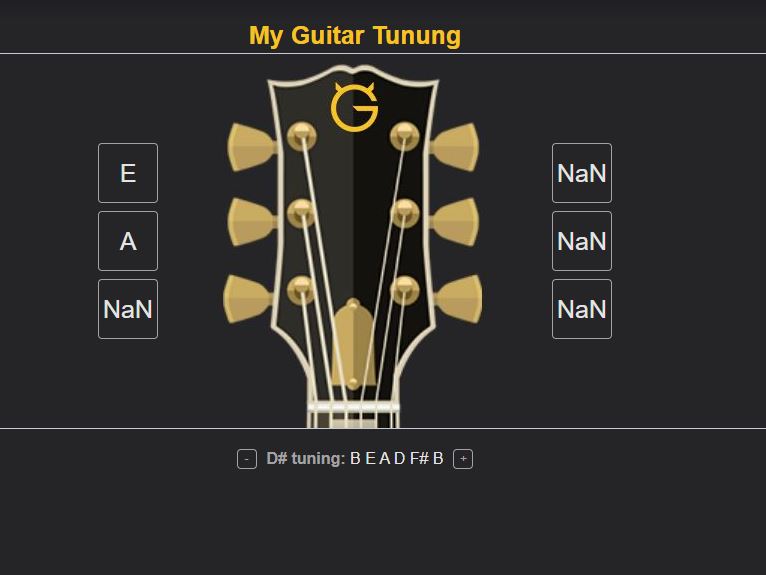 My Guitar Tunung
G
E
NaN
A
NaN
NaN
NaN
- D# tuning: B E A D F# B +